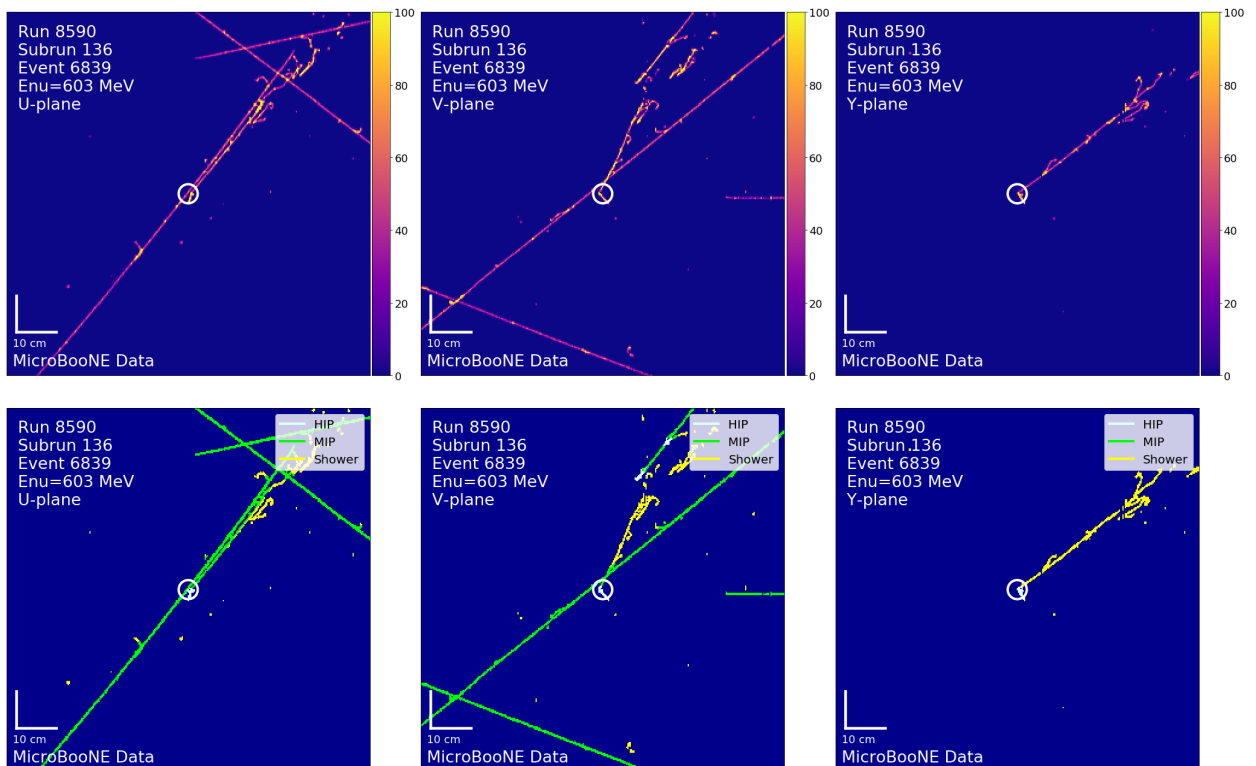 Run 8590
Subrun 136
Event 6839
Enu=603 MeV
U-plane
10 cm
MicroBooNE Data
100
80
60
40
20
0
Run 8590
Subrun 136
Event 6839
Enu=603 MeV
V-plane
10 cm
MicroBooNE Data
100
80
60
40
20
0
Run 8590
Subrun 136
Event 6839
Enu=603 MeV
Y-plane
10 cm
MicroBooNE Data
100
80
60
40
20
0
Run 8590
Subrun 136
Event 6839
Enu=603 MeV
U-plane
HIP
MIP
Shower
10 cm
MicroBooNE Data
Run 8590
Subrun 136
Event 6839
Enu=603 MeV
V-plane
HIP
MIP
Shower
10 cm
MicroBooNE Data
Run 8590
Subrun 136
Event 6839
Enu=603 MeV
Y-plane
HIP
MIP
Shower
10 cm
MicroBooNE Data